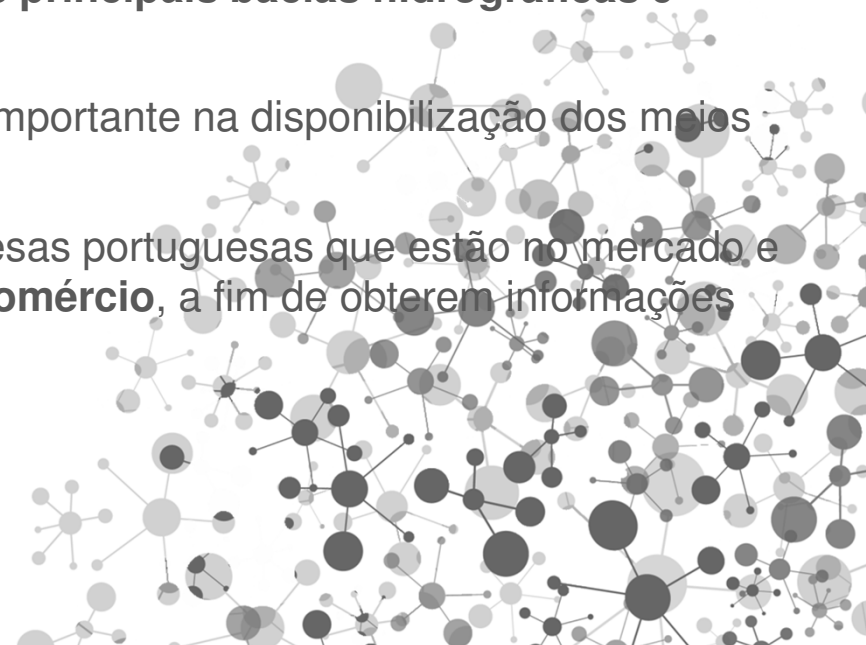 principais bacias hidrográficas e
mportante na disponibilização dos meios
esas portuguesas que estão no mercado e
omércio, a fim de obterem informações